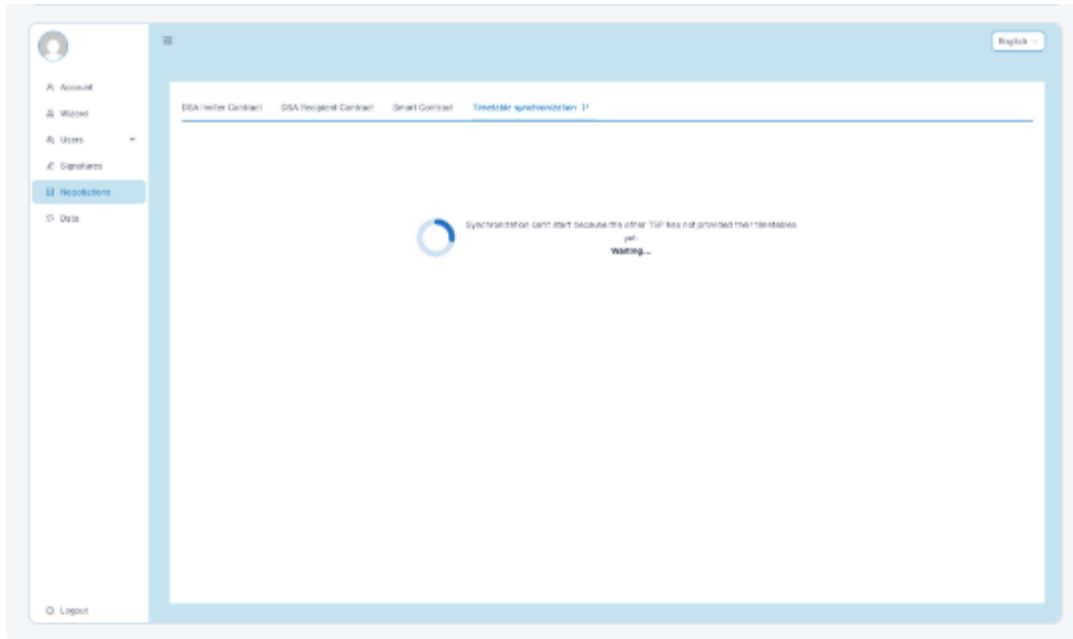 English
Account
DSA Inviter Contract DSA Recipient Contract Smart Contract Timetable synchronization
Wizard
Users
Signatures
Negotiations
Data
Synchronization can't start because the other TSP has not provided their timetables
yet.
Waiting...
Logout